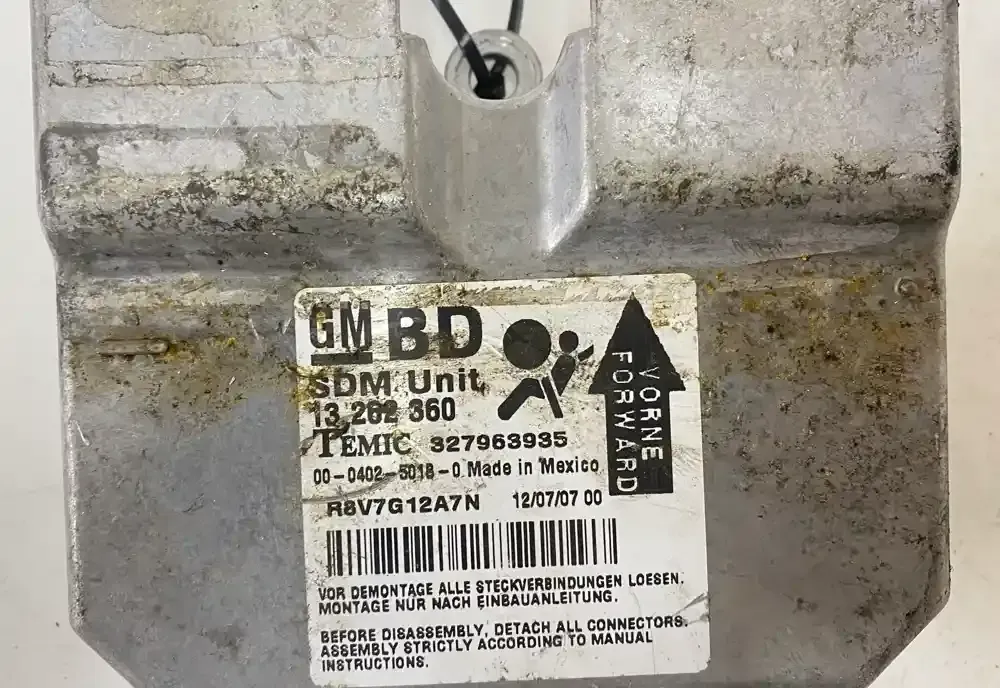 GM BD
SDM Unit
13 262 360
TEMIC 327963935
00-0402-5018-0 Made in Mexico
R8V7G12A7N 12/07/07 00
VORNE
FORWARD
VOR DEMONTAGE ALLE STECKVERBINDUNGEN LOESEN.
MONTAGE NUR NACH EINBAUANLEITUNG.
BEFORE DISASSEMBLY, DETACH ALL CONNECTORS.
ASSEMBLY STRICTLY ACCORDING TO MANUAL
INSTRUCTIONS.